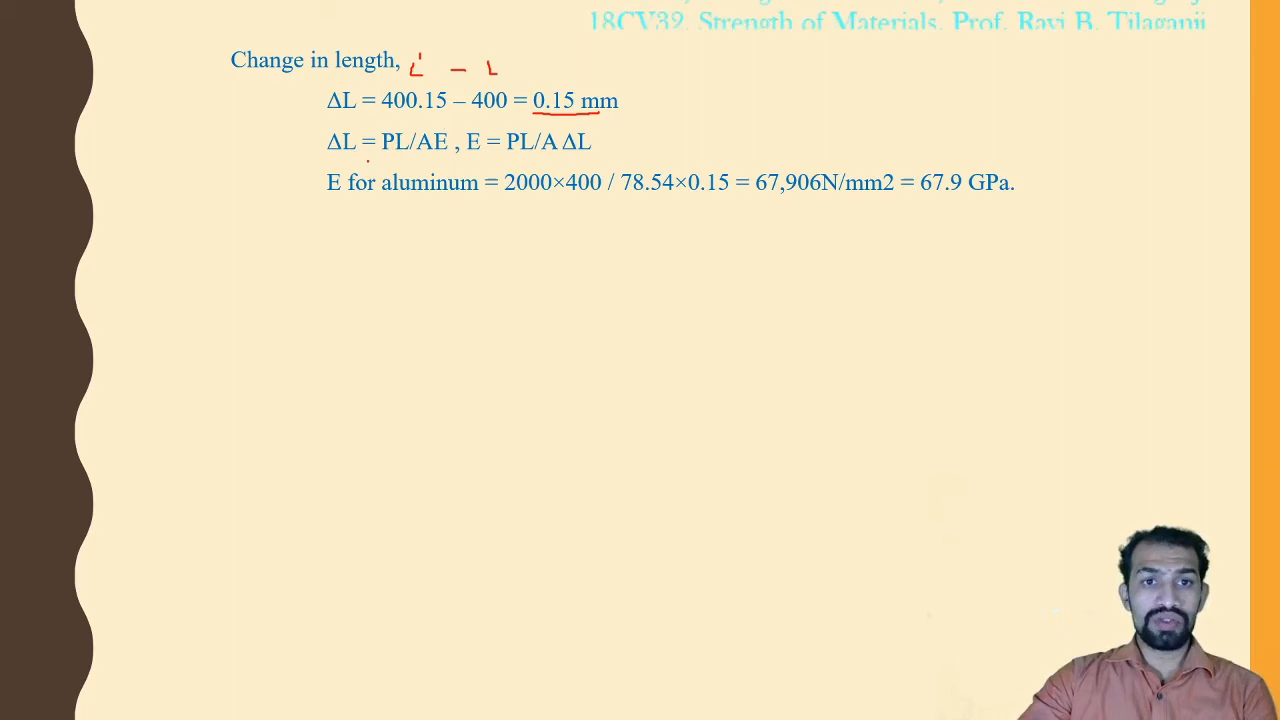 18CV32, Strength of Materials, Prof. Ravi B. Tilaganji
Change in length, L' – L
ΔL = 400.15 – 400 = 0.15 mm
ΔL = PL/AE , E = PL/A ΔL
E for aluminum = 2000×400 / 78.54×0.15 = 67,906N/mm2 = 67.9 GPa.